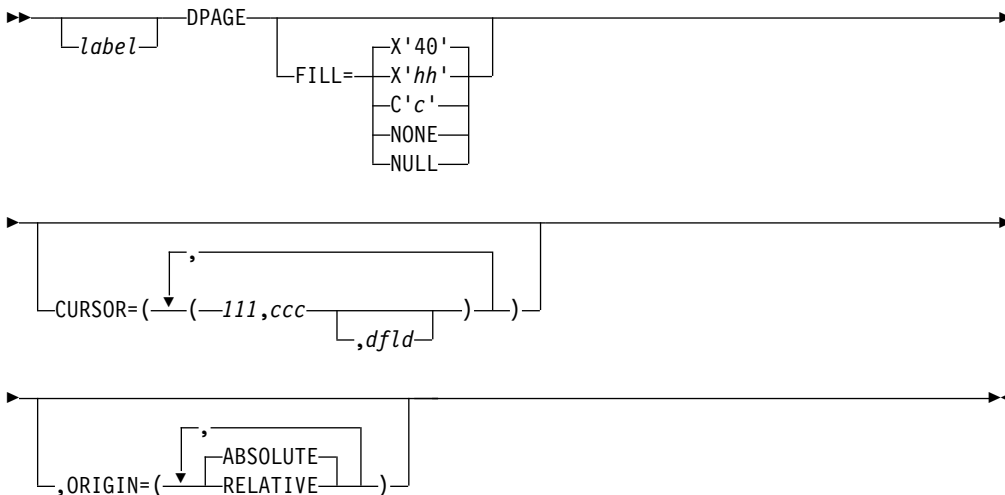 DPAGE
label
X'40'
FILL= X'hh'
C'c'
NONE
NULL
,
CURSOR=( ( 111,ccc ) )
,dfld
,
ABSOLUTE
,ORIGIN=( RELATIVE )